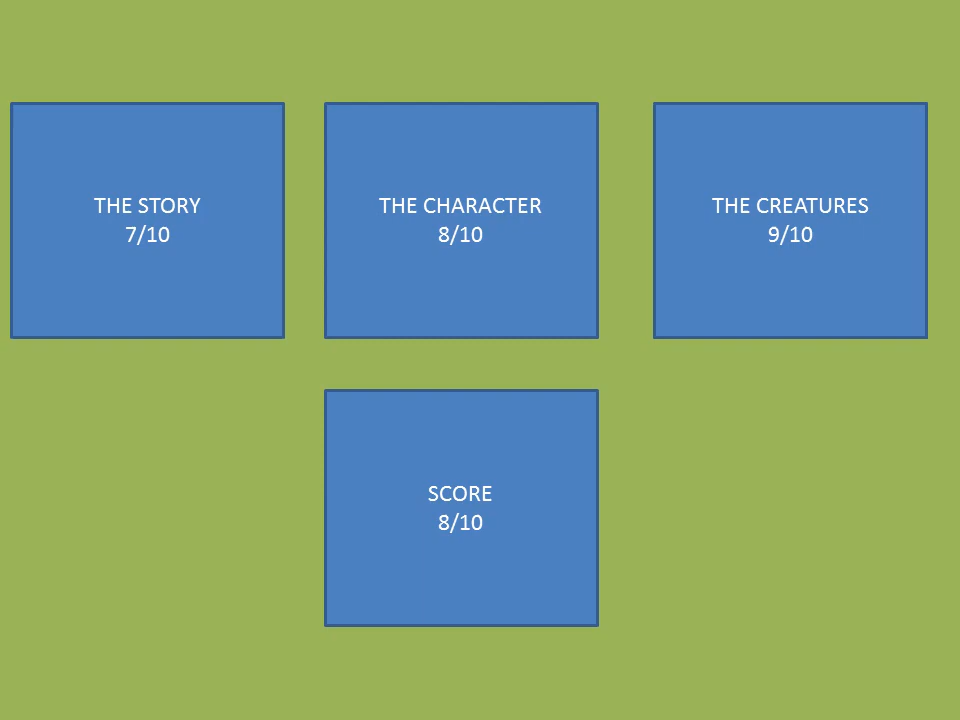 THE STORY
7/10
THE CHARACTER
8/10
THE CREATURES
9/10
SCORE
8/10